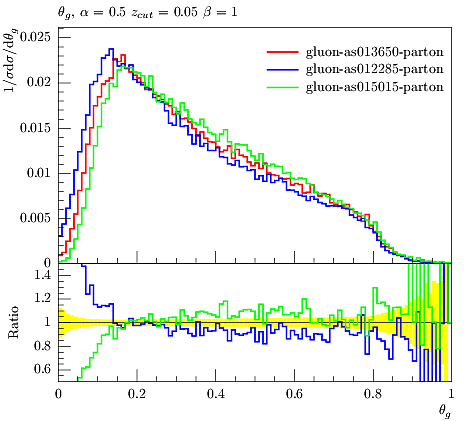 θg, α = 0.5 zcut = 0.05 β = 1
1/σdσ/dθg
0.025
0.02
0.015
0.01
0.005
0
gluon-as013650-parton
gluon-as012285-parton
gluon-as015015-parton
Ratio
1.4
1.2
1
0.8
0.6
0 0.2 0.4 0.6 0.8 1
θg